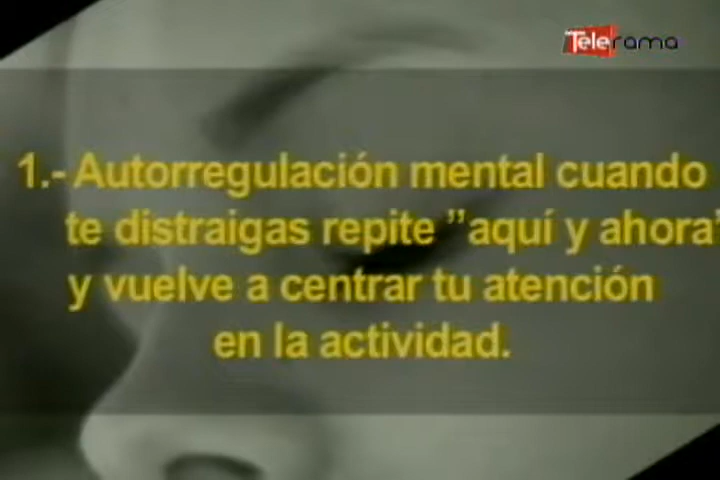 Telerama
1.- Autorregulación mental cuando
te distraigas repite ”aquí y ahora”
y vuelve a centrar tu atención
en la actividad.